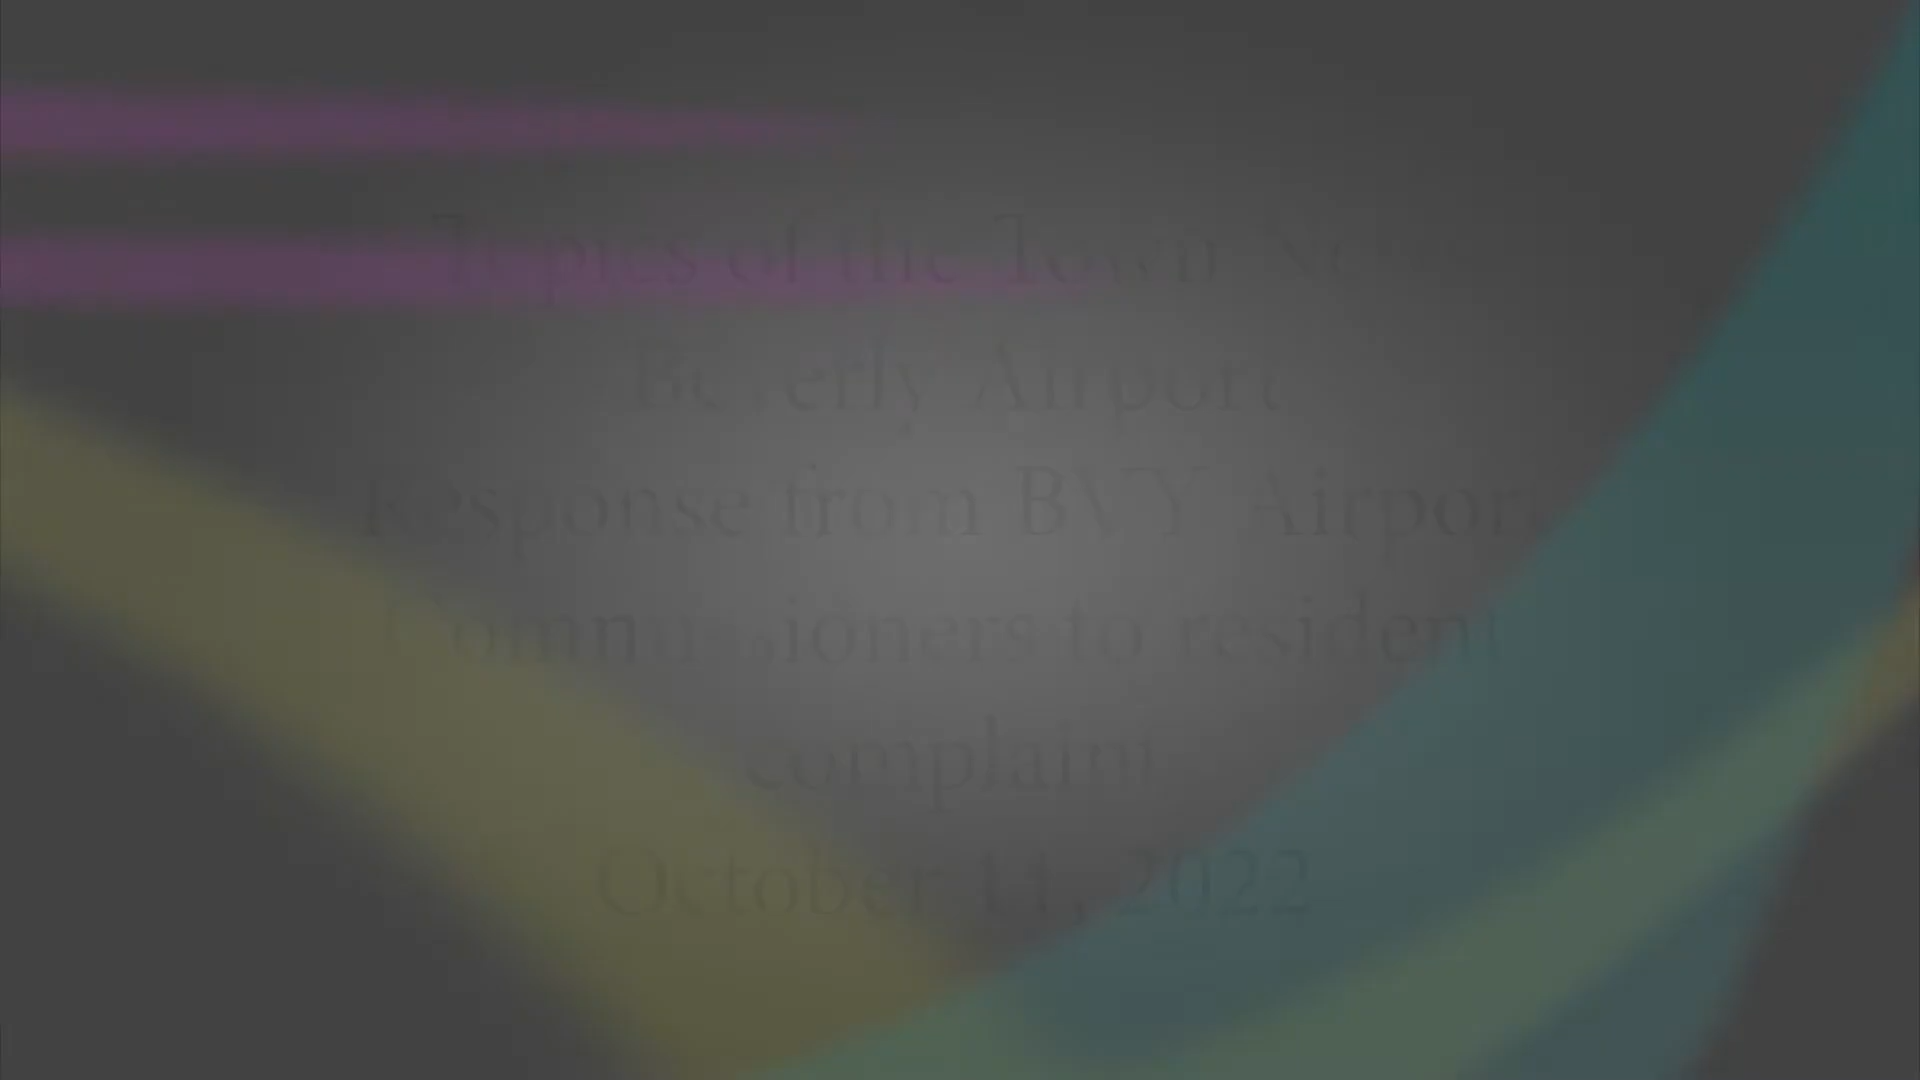 Topics of the Town
Beverly Airport
Response from BVY Airport
Commissioners to resident
complaint
October 11, 2022